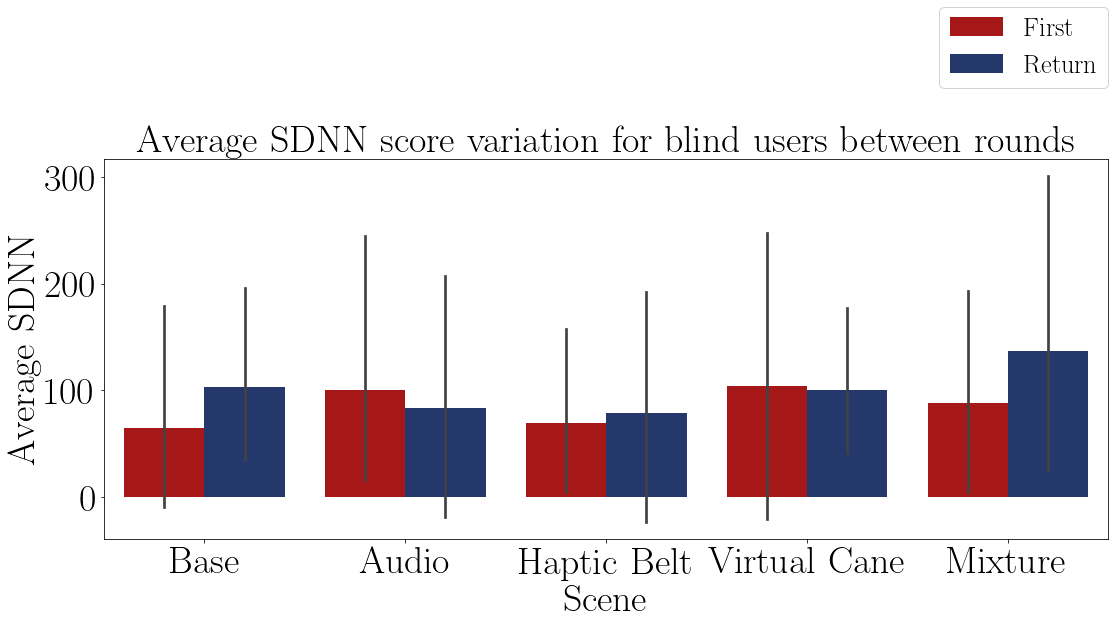 First
Return
Average SDNN score variation for blind users between rounds
300
200
100
0
Average SDNN
Base Audio Haptic Belt Virtual Cane Mixture
Scene